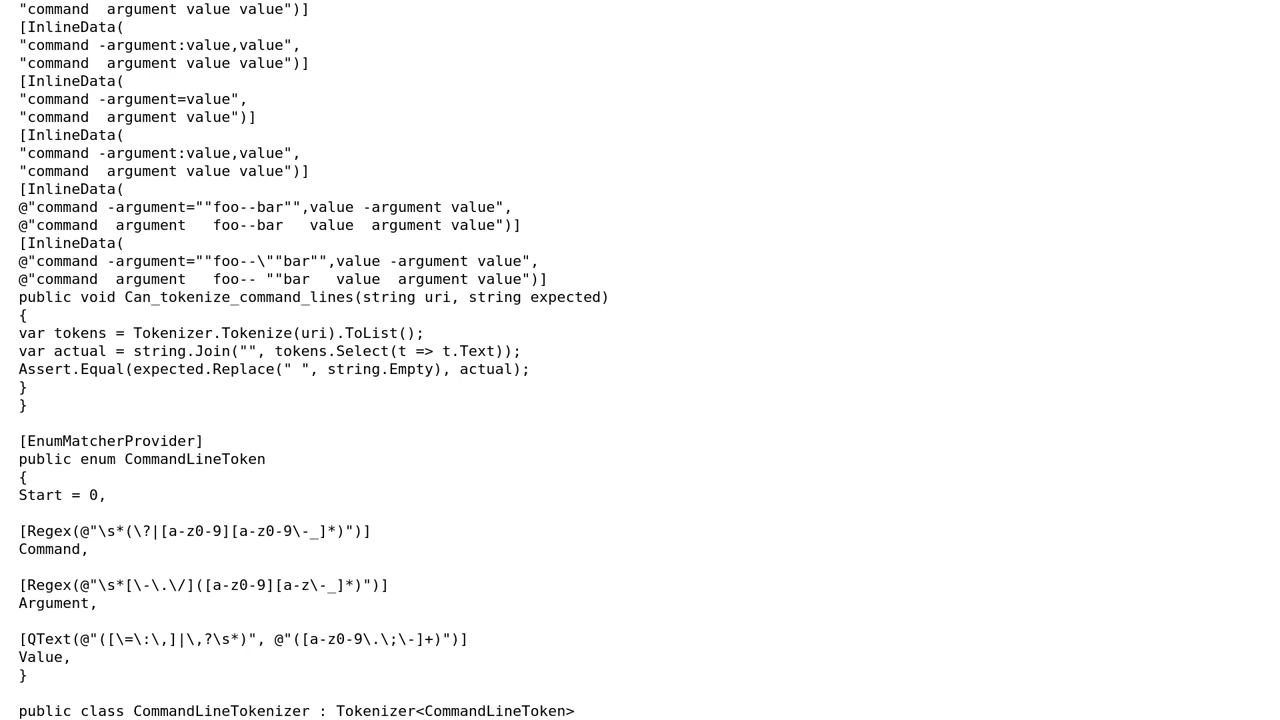 "command  argument value value")]
[InlineData(
"command -argument:value,value",
"command  argument value value")]
[InlineData(
"command -argument=value",
"command  argument value")]
[InlineData(
"command -argument:value,value",
"command  argument value value")]
[InlineData(
@"command -argument=""foo--bar"",value -argument value",
@"command  argument   foo--bar   value  argument value")]
[InlineData(
@"command -argument=""foo--\""bar"",value -argument value",
@"command  argument   foo-- ""bar   value  argument value")]
public void Can_tokenize_command_lines(string uri, string expected)
{
var tokens = Tokenizer.Tokenize(uri).ToList();
var actual = string.Join("", tokens.Select(t => t.Text));
Assert.Equal(expected.Replace(" ", string.Empty), actual);
}
}

[EnumMatcherProvider]
public enum CommandLineToken
{
Start = 0,

[Regex(@"\s*(\?|[a-z0-9][a-z0-9\-_]*)")]
Command,

[Regex(@"\s*[\-\.\/]([a-z0-9][a-z\-_]*)")]
Argument,

[QText(@"([\=\:\,]|\,?\s*)", @"([a-z0-9\.\;\-]+)")]
Value,
}

public class CommandLineTokenizer : Tokenizer<CommandLineToken>